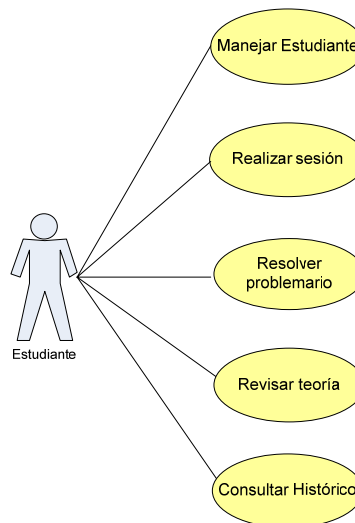 Manejar Estudiante
Realizar sesión
Resolver
problemario
Estudiante
Revisar teoría
Consultar Histórico